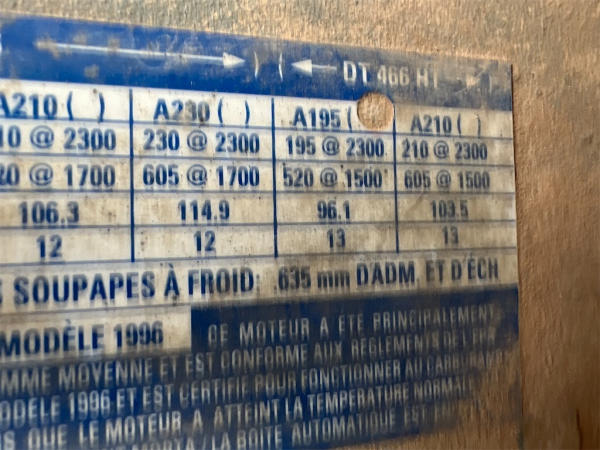 DT 466 HT
A210 ( ) A230 ( ) A195 ( A210 ( )
10 @ 2300 230 @ 2300 195 @ 2300 210 @ 2300
20 @ 1700 605 @ 1700 520 @ 1500 605 @ 1500
106.3 114.9 96.1 103.5
12 12 13 13
SOUPAPES À FROID: .635 mm D'ADM. ET D'ÉCH
MODÈLE 1996 CE MOTEUR A ÉTÉ PRINCIPALEMENT
OMME MOYENNE ET EST CONFORME AUX RÈGLEMENTS DE L'EPA
ODÈLE 1996 ET EST CERTIFIÉ POUR FONCTIONNER AU CARBURANT
QUE LE MOTEUR A ATTEINT LA TEMPÉRATURE NORMALE
LA BOÎTE AUTOMATIQUE EST